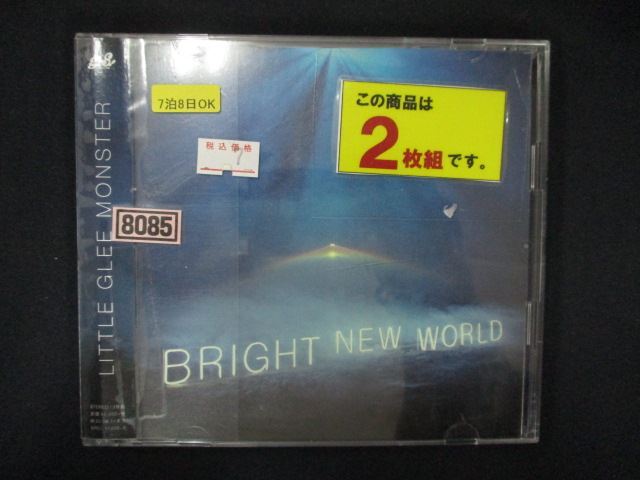 LITTLE GLEE MONSTER
7泊8日OK
税込価格
8085
この商品は
2枚組です。
BRIGHT NEW WORLD